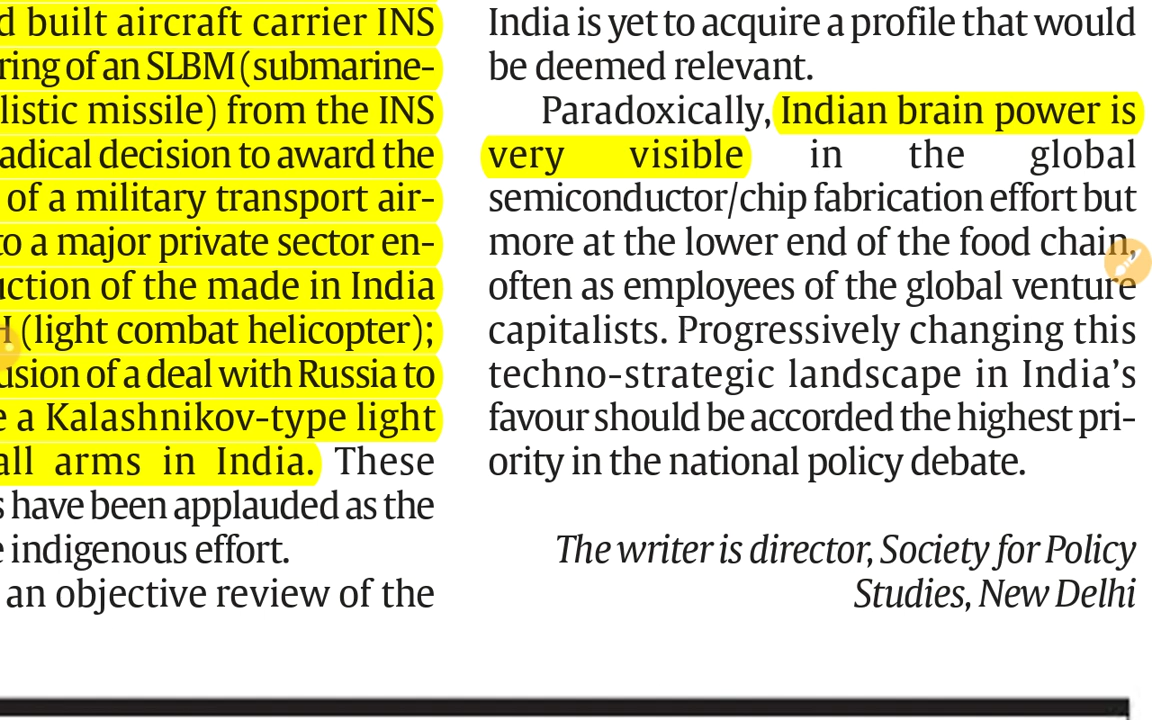 d built aircraft carrier INS
ring of an SLBM (submarine-
listic missile) from the INS
adical decision to award the
of a military transport air-
to a major private sector en-
uction of the made in India
H (light combat helicopter);
usion of a deal with Russia to
e a Kalashnikov-type light
all arms in India. These
s have been applauded as the
e indigenous effort.
an objective review of the
India is yet to acquire a profile that would
be deemed relevant.
Paradoxically, Indian brain power is
very visible in the global
semiconductor/chip fabrication effort but
more at the lower end of the food chain,
often as employees of the global venture
capitalists. Progressively changing this
techno-strategic landscape in India's
favour should be accorded the highest pri-
ority in the national policy debate.
The writer is director, Society for Policy
Studies, New Delhi